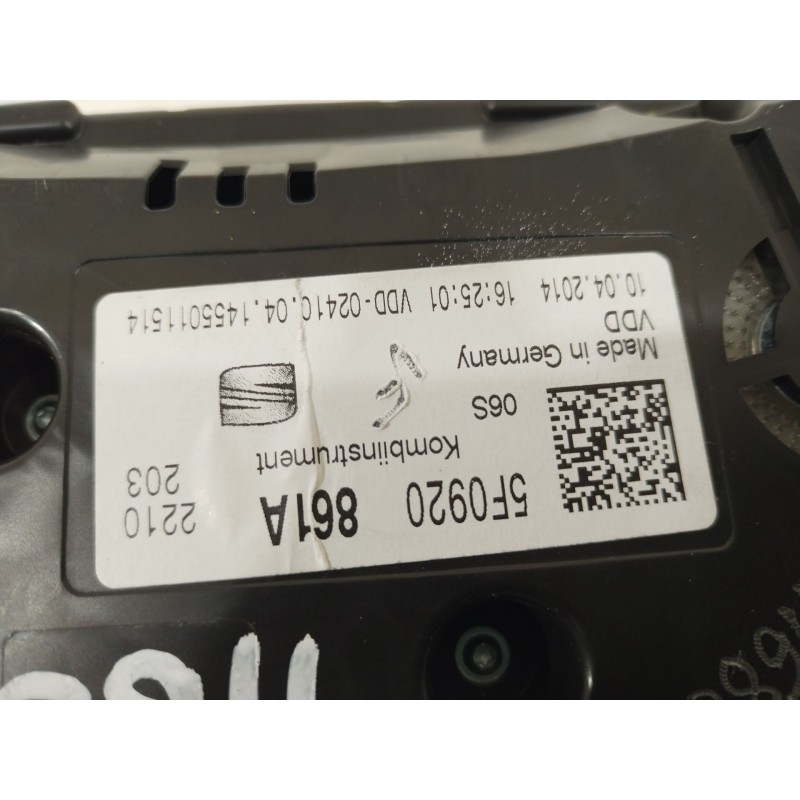 5F0920 861A 2210
Kombiinstrument 203
06S
Made in Germany
VDD
10.04.2014 16:25:01 VDD-02410.04.1455011514